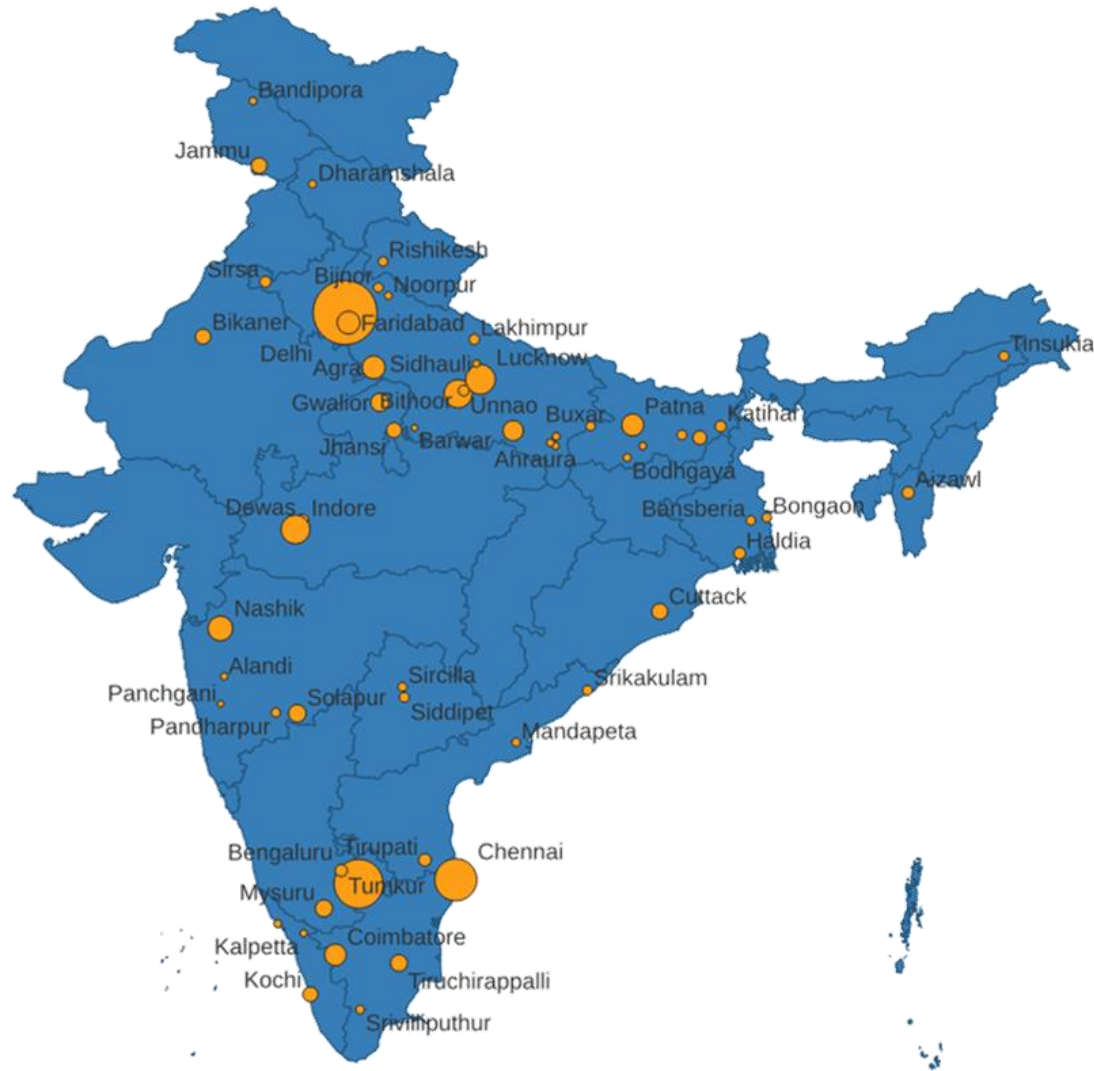 Bandipora
Jammu
Dharamshala
Rishikesh
Sirsa
Bijnor
Noorpur
Bikaner
Faridabad
Lakhimpur
Tinsukia
Delhi
Agra
Sidhauli
Lucknow
Gwalior
Bithoor
Unnao
Buxar
Patna
Katihar
Jhansi
Barwar
Ahraura
Bodhgaya
Aizawl
Dewas
Indore
Bansberia
Bongaon
Haldia
Cuttack
Nashik
Alandi
Sircilla
Srikakulam
Panchgani
Solapur
Siddipet
Pandharpur
Mandapeta
Bengaluru
Tirupati
Chennai
Mysuru
Tumkur
Kalpetta
Coimbatore
Kochi
Tiruchirappalli
Srivilliputhur